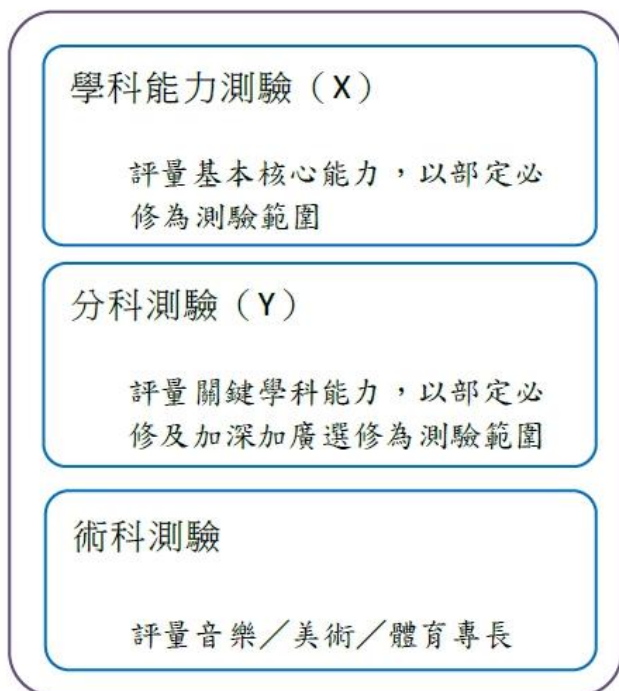 學科能力測驗（X）
評量基本核心能力，以部定必
修為測驗範圍
分科測驗（Y）
評量關鍵學科能力，以部定必
修及加深加廣選修為測驗範圍
術科測驗
評量音樂／美術／體育專長